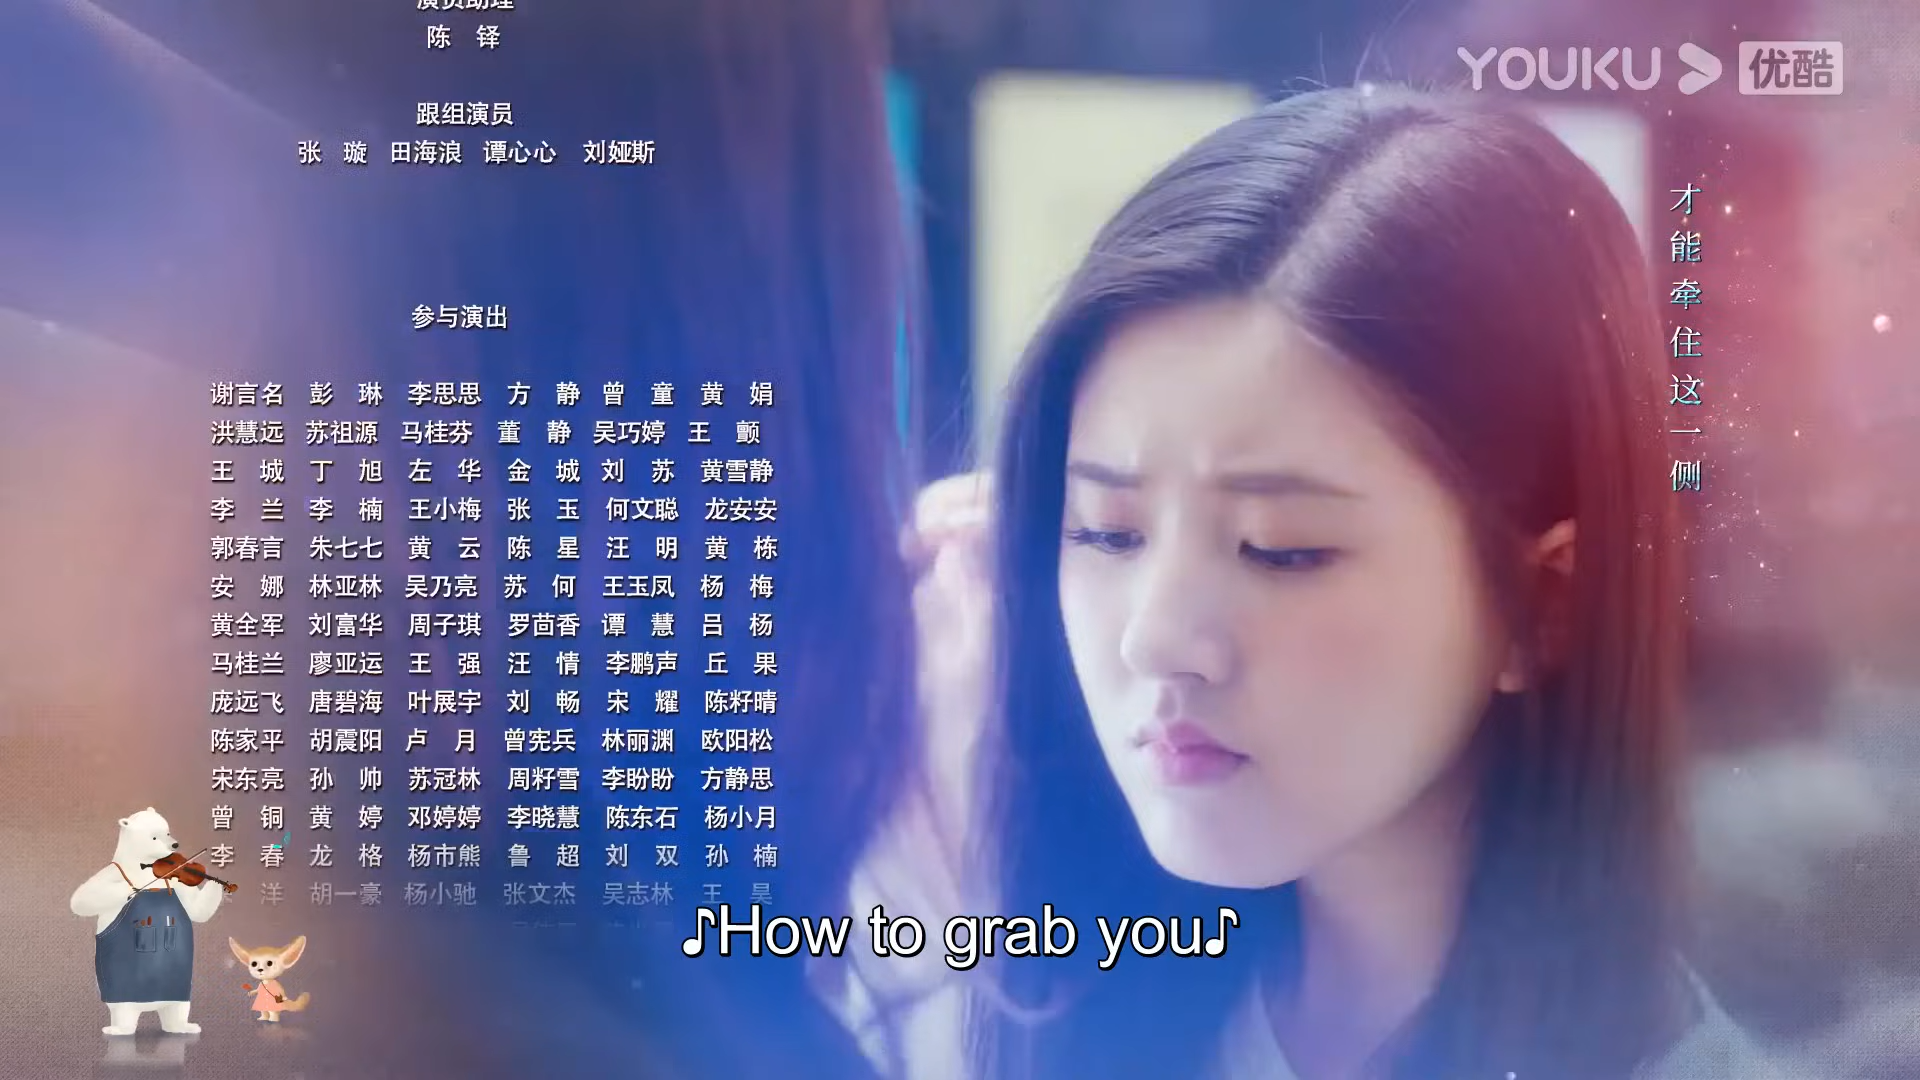 演员助理
陈 铎
跟组演员
张 璇 田海浪 谭心心 刘娅斯
参与演出
谢言名 彭 琳 李思思 方 静 曾 童 黄 娟
洪慧远 苏祖源 马桂芬 董 静 吴巧婷 王 颤
王 城 丁 旭 左 华 金 城 刘 苏 黄雪静
李 兰 李 楠 王小梅 张 玉 何文聪 龙安安
郭春言 朱七七 黄 云 陈 星 汪 明 黄 栋
安 娜 林亚林 吴乃亮 苏 何 王玉凤 杨 梅
黄全军 刘富华 周子琪 罗茴香 谭 慧 吕 杨
马桂兰 廖亚运 王 强 汪 情 李鹏声 丘 果
庞远飞 唐碧海 叶展宇 刘 畅 宋 耀 陈籽晴
陈家平 胡震阳 卢 月 曾宪兵 林丽渊 欧阳松
宋东亮 孙 帅 苏冠林 周籽雪 李盼盼 方静思
曾 铜 黄 婷 邓婷婷 李晓慧 陈东石 杨小月
李 春 龙 格 杨市熊 鲁 超 刘 双 孙 楠
洋 胡一豪 杨小驰 张文杰 吴志林 王 昊
YOUKU 优酷
才能牵住这一侧
♪How to grab you♪